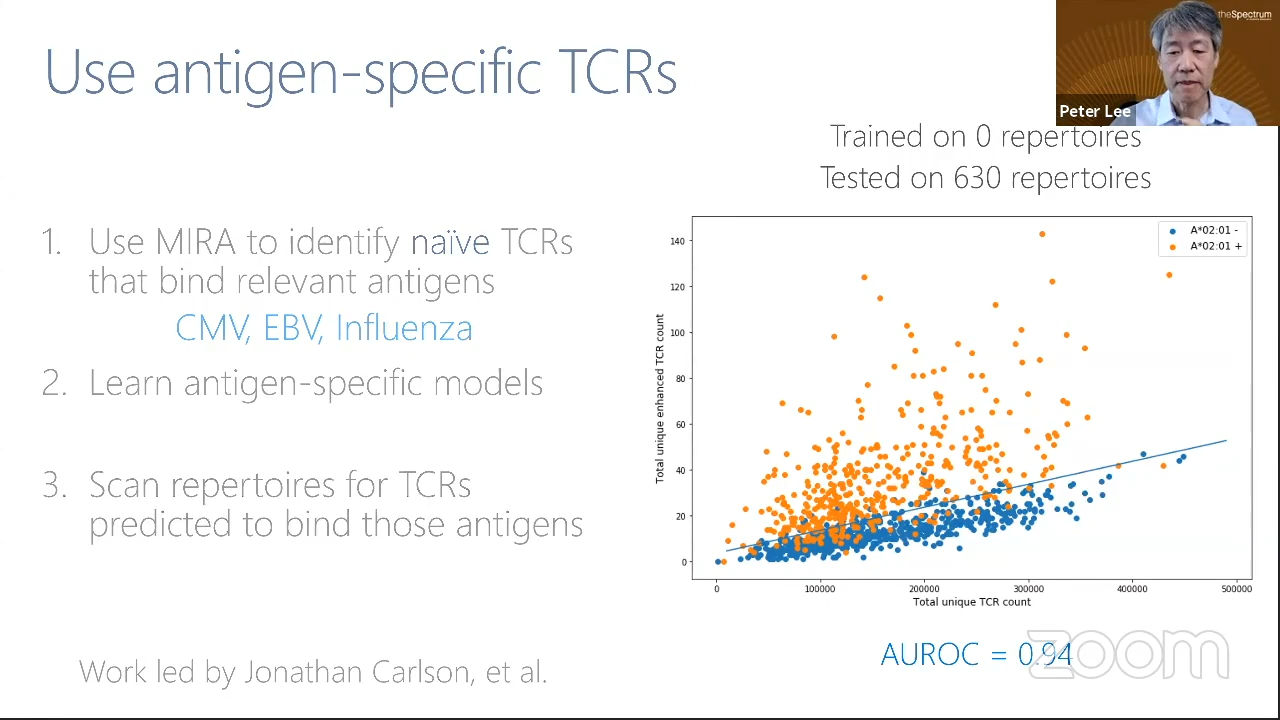 Use antigen-specific TCRs
theSpectrum
Peter Lee
Trained on 0 repertoires
Tested on 630 repertoires
1. Use MIRA to identify naïve TCRs
that bind relevant antigens
CMV, EBV, Influenza
2. Learn antigen-specific models
3. Scan repertoires for TCRs
predicted to bind those antigens
Work led by Jonathan Carlson, et al.
A*02:01 -
A*02:01 +
Total unique enhanced TCR count
140
120
100
80
60
40
20
0
0 100000 200000 300000 400000 500000
Total unique TCR count
AUROC = 0.94
zoom